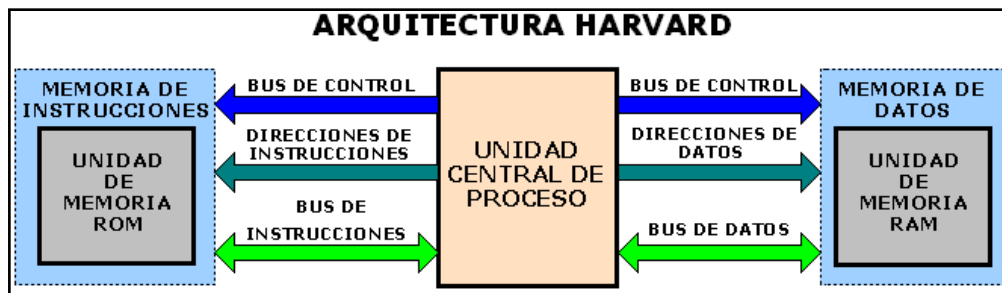 ARQUITECTURA HARVARD
MEMORIA DE
INSTRUCCIONES
UNIDAD
DE
MEMORIA
ROM
BUS DE CONTROL
DIRECCIONES DE
INSTRUCCIONES
BUS DE
INSTRUCCIONES
UNIDAD
CENTRAL DE
PROCESO
BUS DE CONTROL
DIRECCIONES DE
DATOS
BUS DE DATOS
MEMORIA DE
DATOS
UNIDAD
DE
MEMORIA
RAM